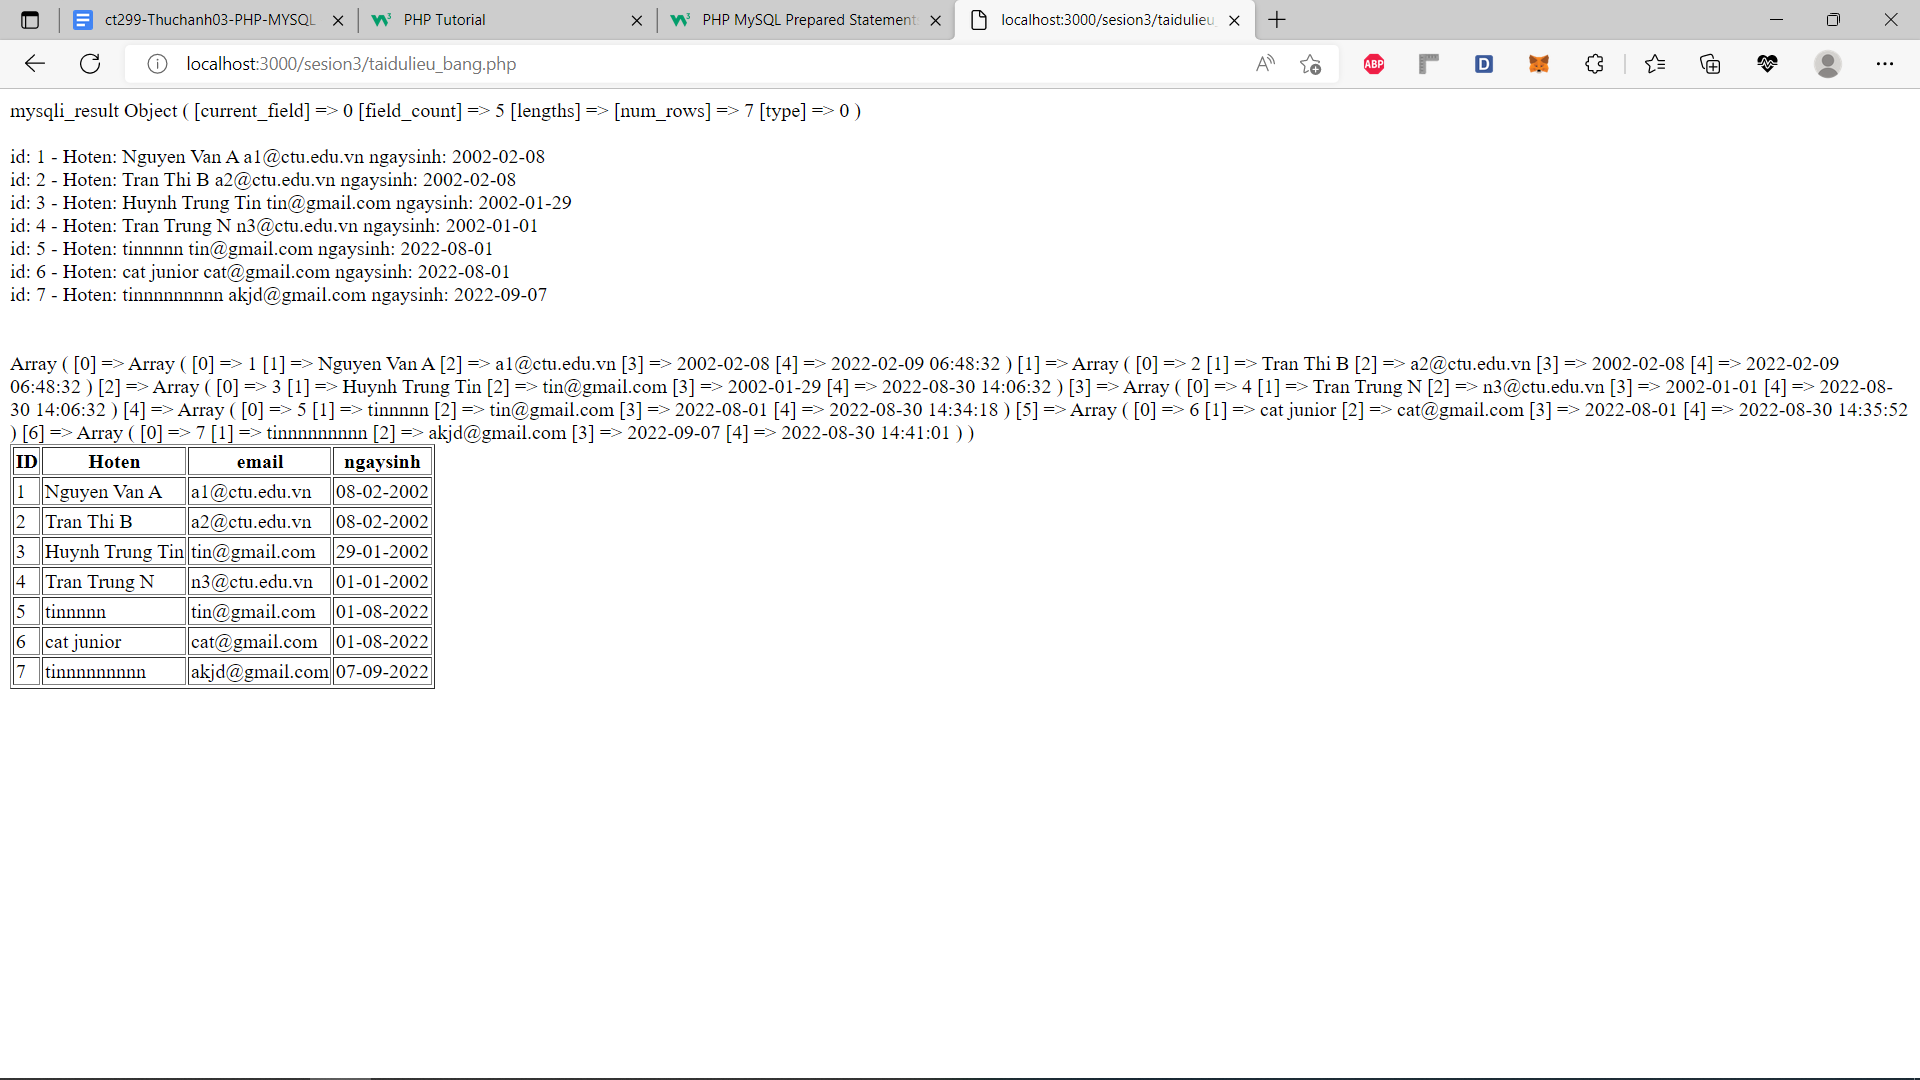 ct299-Thuchanh03-PHP-MYSQL
PHP Tutorial
PHP MySQL Prepared Statement
localhost:3000/sesion3/taidulieu_
localhost:3000/sesion3/taidulieu_bang.php
A
ABP
D
mysqli_result Object ( [current_field] => 0 [field_count] => 5 [lengths] => [num_rows] => 7 [type] => 0 )
id: 1 - Hoten: Nguyen Van A a1@ctu.edu.vn ngaysinh: 2002-02-08
id: 2 - Hoten: Tran Thi B a2@ctu.edu.vn ngaysinh: 2002-02-08
id: 3 - Hoten: Huynh Trung Tin tin@gmail.com ngaysinh: 2002-01-29
id: 4 - Hoten: Tran Trung N n3@ctu.edu.vn ngaysinh: 2002-01-01
id: 5 - Hoten: tinnnnn tin@gmail.com ngaysinh: 2022-08-01
id: 6 - Hoten: cat junior cat@gmail.com ngaysinh: 2022-08-01
id: 7 - Hoten: tinnnnnnnnn akjd@gmail.com ngaysinh: 2022-09-07
Array ( [0] => Array ( [0] => 1 [1] => Nguyen Van A [2] => a1@ctu.edu.vn [3] => 2002-02-08 [4] => 2022-02-09 06:48:32 ) [1] => Array ( [0] => 2 [1] => Tran Thi B [2] => a2@ctu.edu.vn [3] => 2002-02-08 [4] => 2022-02-09
06:48:32 ) [2] => Array ( [0] => 3 [1] => Huynh Trung Tin [2] => tin@gmail.com [3] => 2002-01-29 [4] => 2022-08-30 14:06:32 ) [3] => Array ( [0] => 4 [1] => Tran Trung N [2] => n3@ctu.edu.vn [3] => 2002-01-01 [4] => 2022-08-
30 14:06:32 ) [4] => Array ( [0] => 5 [1] => tinnnnn [2] => tin@gmail.com [3] => 2022-08-01 [4] => 2022-08-30 14:34:18 ) [5] => Array ( [0] => 6 [1] => cat junior [2] => cat@gmail.com [3] => 2022-08-01 [4] => 2022-08-30 14:35:52
) [6] => Array ( [0] => 7 [1] => tinnnnnnnnn [2] => akjd@gmail.com [3] => 2022-09-07 [4] => 2022-08-30 14:41:01 ) )
ID Hoten email ngaysinh
1 Nguyen Van A a1@ctu.edu.vn 08-02-2002
2 Tran Thi B a2@ctu.edu.vn 08-02-2002
3 Huynh Trung Tin tin@gmail.com 29-01-2002
4 Tran Trung N n3@ctu.edu.vn 01-01-2002
5 tinnnnn tin@gmail.com 01-08-2022
6 cat junior cat@gmail.com 01-08-2022
7 tinnnnnnnnn akjd@gmail.com 07-09-2022